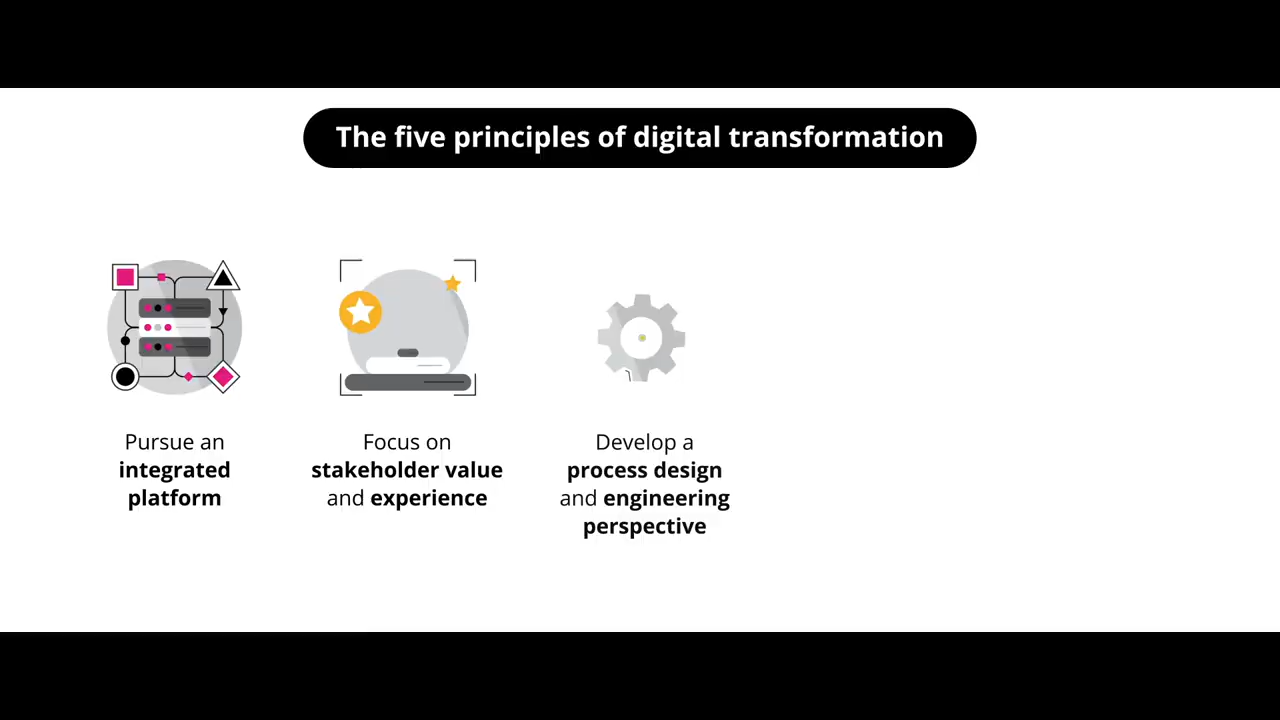 The five principles of digital transformation
Pursue an
integrated
platform
Focus on
stakeholder value
and experience
Develop a
process design
and engineering
perspective